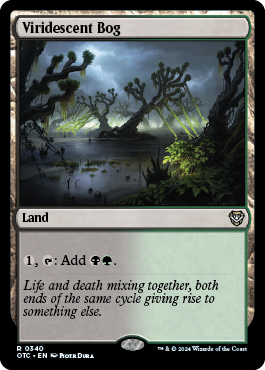 Viridescent Bog
Land
1, T: Add BG.
Life and death mixing together, both
ends of the same cycle giving rise to
something else.
R 0340
OTC • EN Piotr Dura
™ & © 2024 Wizards of the Coast